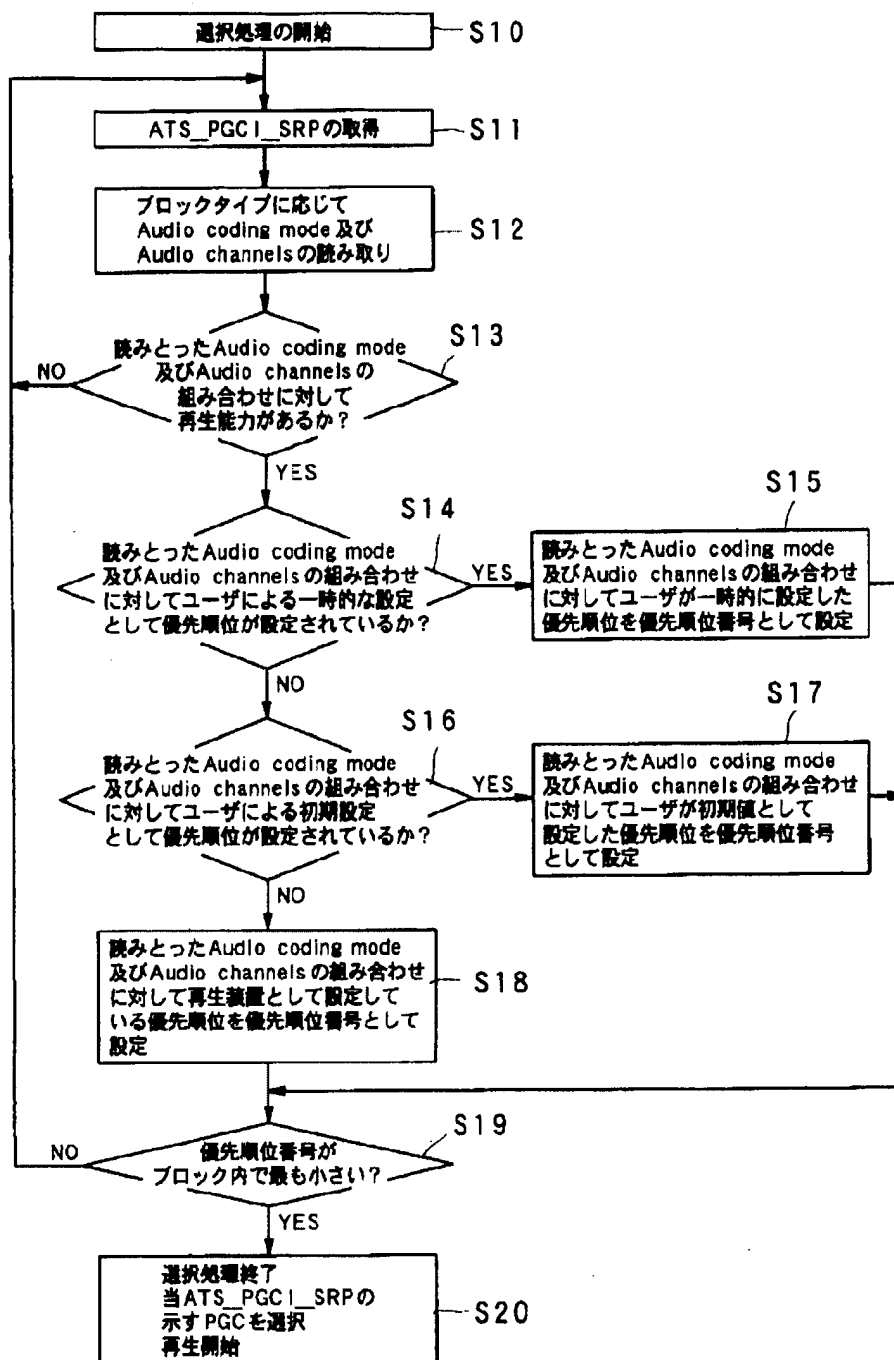 選択処理の開始
S10
ATS_PGCI_SRPの取得
S11
ブロックタイプに応じて
Audio coding mode及び
Audio channelsの読み取り
S12
読みとったAudio coding mode
及びAudio channelsの
組み合わせに対して
再生能力があるか?
S13
NO
YES
読みとったAudio coding mode
及びAudio channelsの組み合わせ
に対してユーザによる一時的な設定
として優先順位が設定されているか?
S14
YES
読みとったAudio coding mode
及びAudio channelsの組み合わせ
に対してユーザが一時的に設定した
優先順位を優先順位番号として設定
S15
NO
読みとったAudio coding mode
及びAudio channelsの組み合わせ
に対してユーザによる初期設定
として優先順位が設定されているか?
S16
YES
読みとったAudio coding mode
及びAudio channelsの組み合わせ
に対してユーザが初期値として
設定した優先順位を優先順位番号
として設定
S17
NO
読みとったAudio coding mode
及びAudio channelsの組み合わせ
に対して再生装置として設定して
いる優先順位を優先順位番号として
設定
S18
優先順位番号が
ブロック内で最も小さい?
S19
NO
YES
選択処理終了
当ATS_PGCI_SRPの
示すPGCを選択
再生開始
S20